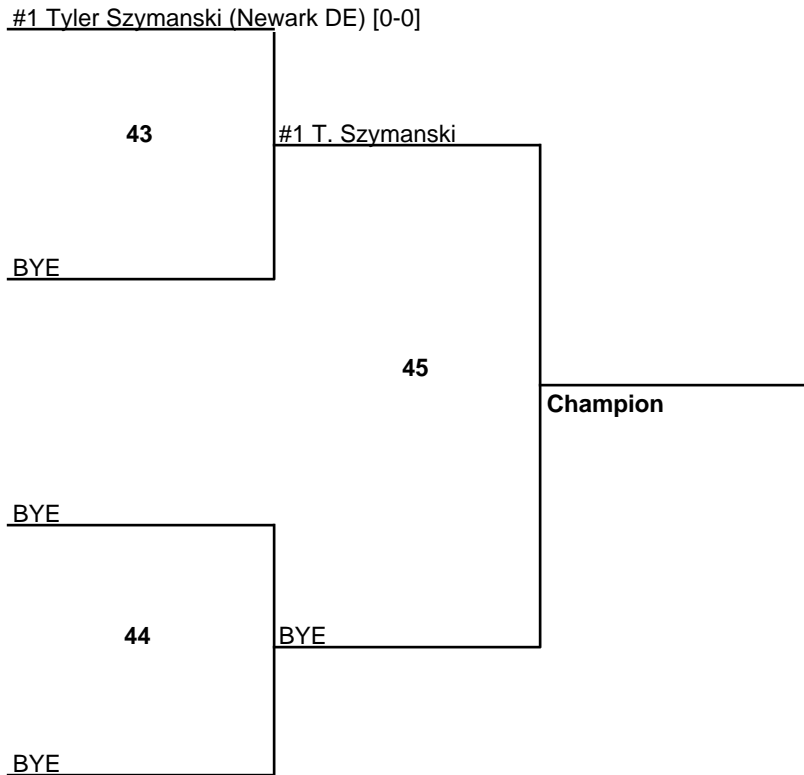 #1 Tyler Szymanski (Newark DE) [0-0]
43
#1 T. Szymanski
BYE
45
Champion
BYE
44
BYE
BYE